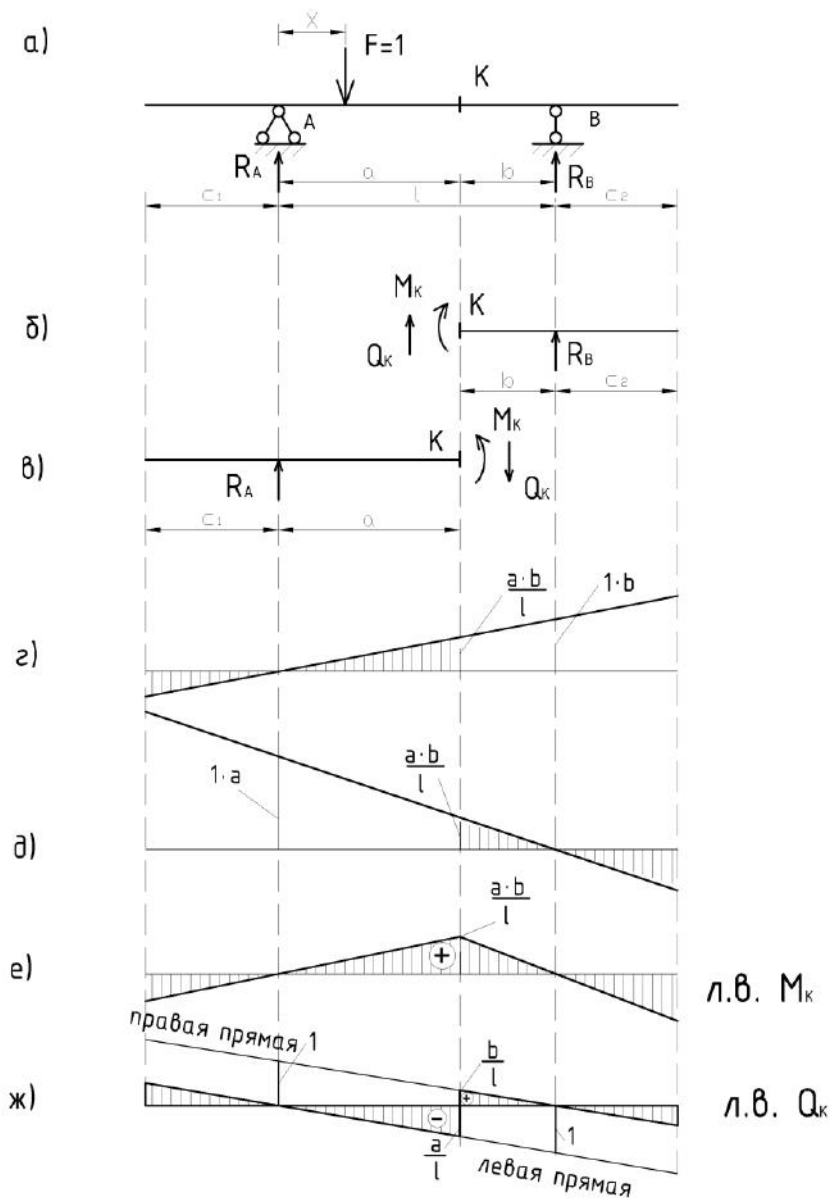 а)
x
F=1
K
A
B
R_A
a
b
R_B
c₁
l
c₂
б)
M_K
K
Q_K
R_B
b
c₂
в)
K
M_K
R_A
Q_K
c₁
a
г)
a·b/l
1·b
д)
1·a
a·b/l
е)
a·b/l
+
л.в. M_K
ж)
правая прямая
1
b/l
+
−
a/l
1
левая прямая
л.в. Q_K